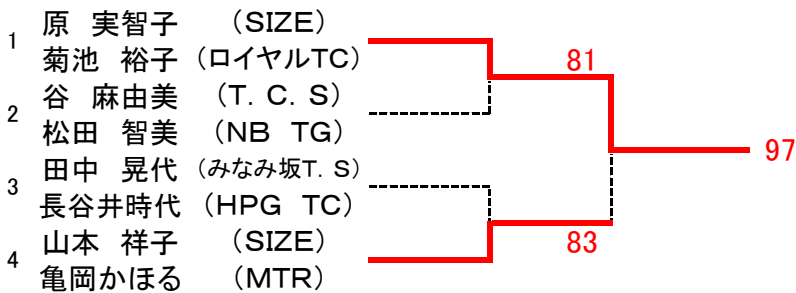 1
原 実智子 (SIZE)
菊池 裕子 (ロイヤルTC)
2
谷 麻由美 (T.C.S)
松田 智美 (NB TG)
81
3
田中 晃代 (みなみ坂T.S)
長谷井時代 (HPG TC)
4
山本 祥子 (SIZE)
亀岡かほる (MTR)
83
97